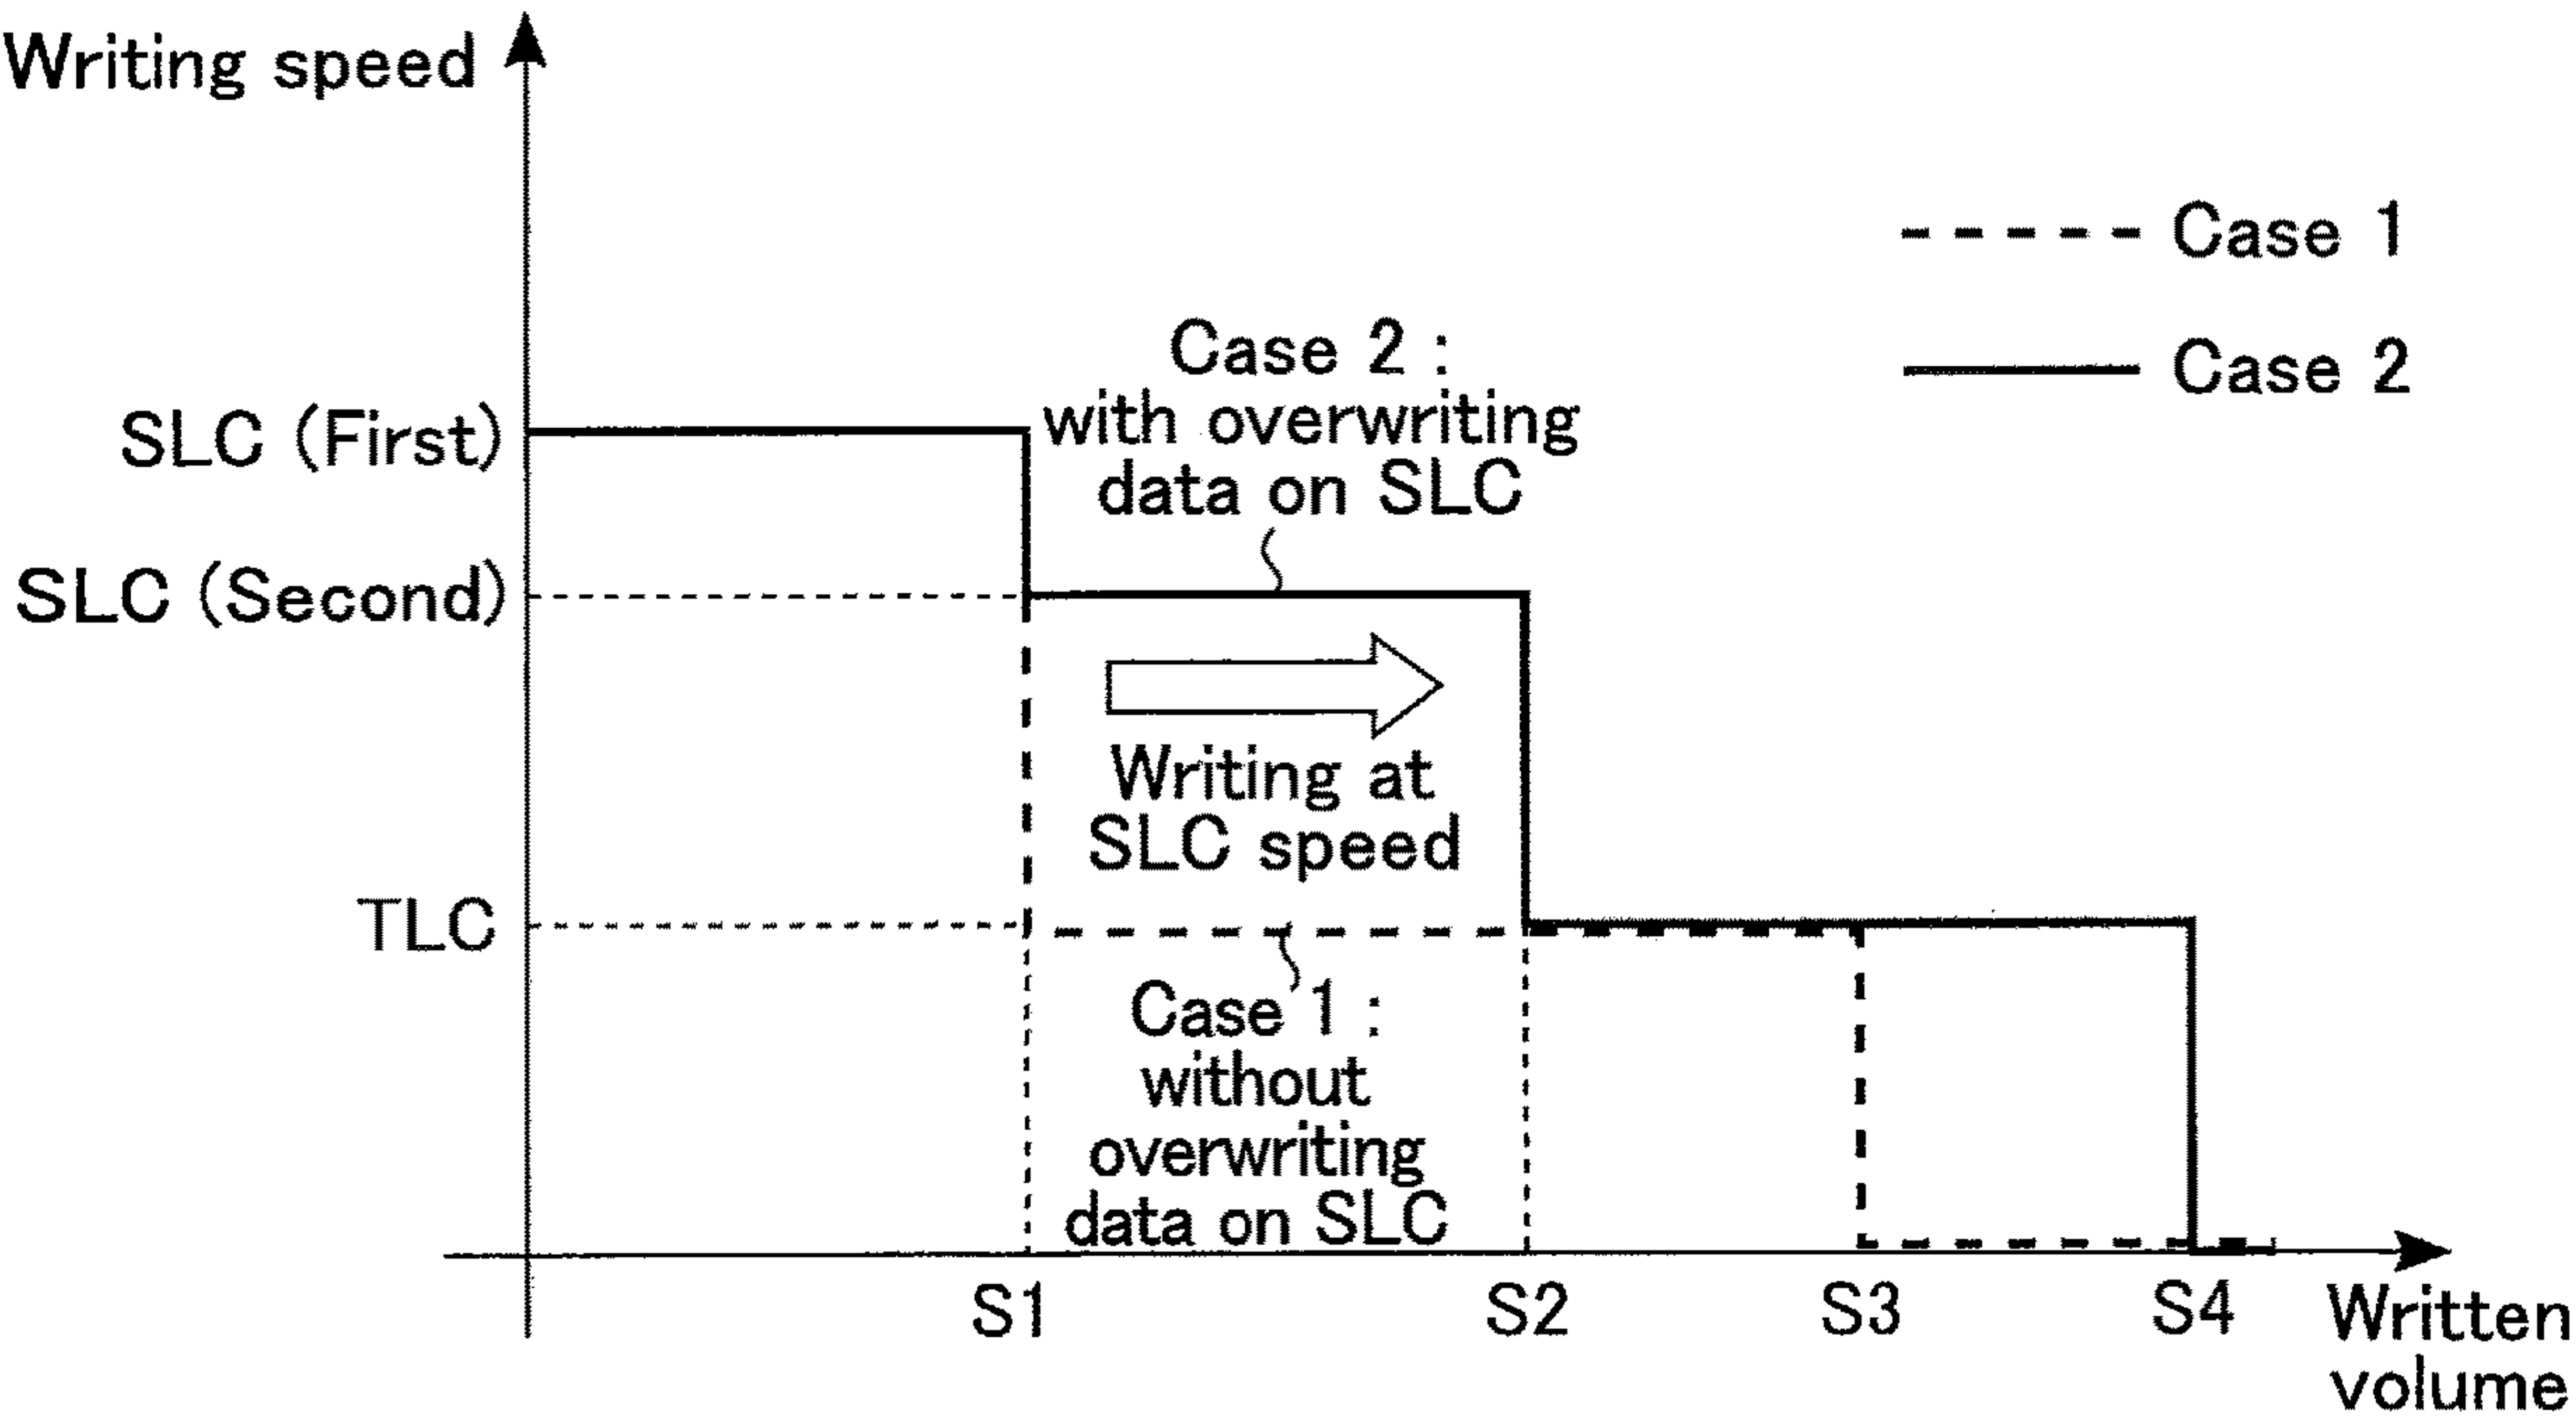 Writing speed
Case 1
Case 2
Case 2 :
with overwriting
data on SLC
SLC (First)
SLC (Second)
Writing at
SLC speed
TLC
Case 1 :
without
overwriting
data on SLC
S1
S2
S3
S4
Written
volume